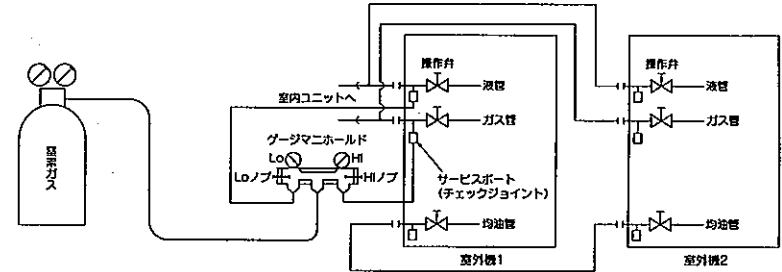 操作弁
液管
室内ユニットへ
ガス管
ゲージマニホールド
Lo
Hi
Loノブ
Hiノブ
サービスポート
(チェックジョイント)
均油管
室外機1
操作弁
液管
ガス管
均油管
室外機2
窒素ガス